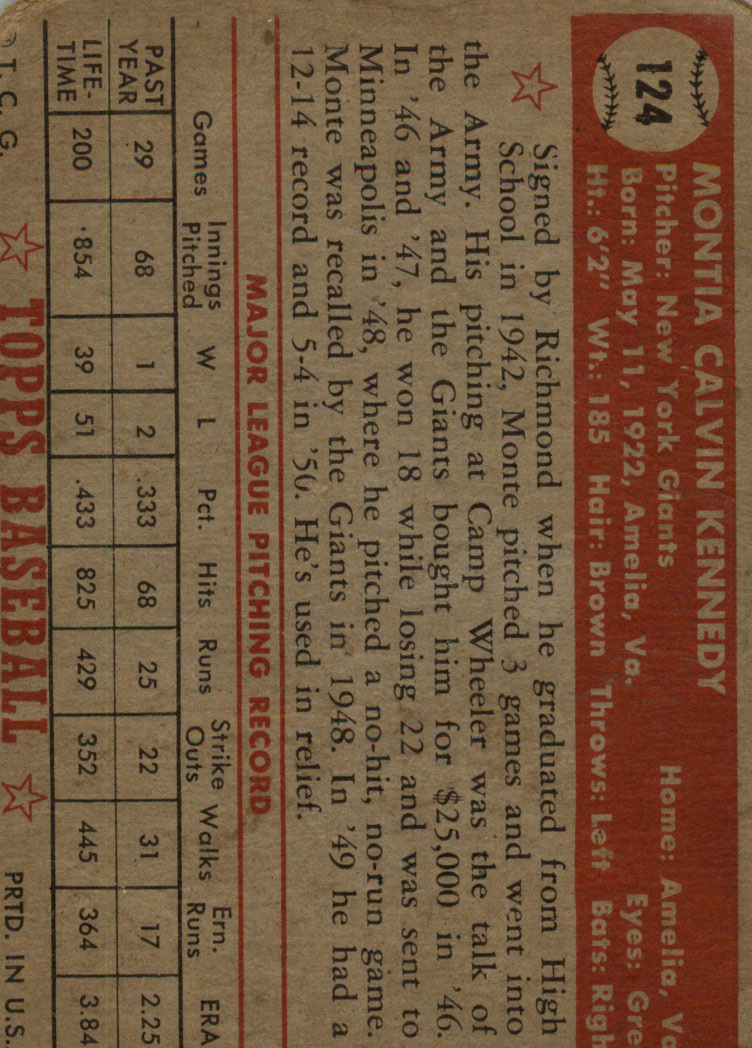 124
MONTIA CALVIN KENNEDY
Pitcher: New York Giants Home: Amelia, Va
Born: May 11, 1922, Amelia, Va. Eyes: Gre
Ht.: 6'2" Wt.: 185 Hair: Brown Throws: Left Bats: Righ
Signed by Richmond when he graduated from High
School in 1942, Monte pitched 3 games and went into
the Army. His pitching at Camp Wheeler was the talk of
the Army and the Giants bought him for $25,000 in '46.
In '46 and '47, he won 18 while losing 22 and was sent to
Minneapolis in '48, where he pitched a no-hit, no-run game.
Monte was recalled by the Giants in 1948. In '49 he had a
12-14 record and 5-4 in '50. He's used in relief.
MAJOR LEAGUE PITCHING RECORD
Games Innings Pitched W L Pct. Hits Runs Strike Outs Walks Ern. Runs ERA
PAST YEAR 29 68 1 2 .333 68 25 22 31 17 2.25
LIFE-TIME 200 854 39 51 .433 825 429 352 445 364 3.84
T. C. G. TOPPS BASEBALL PRTD. IN U.S.